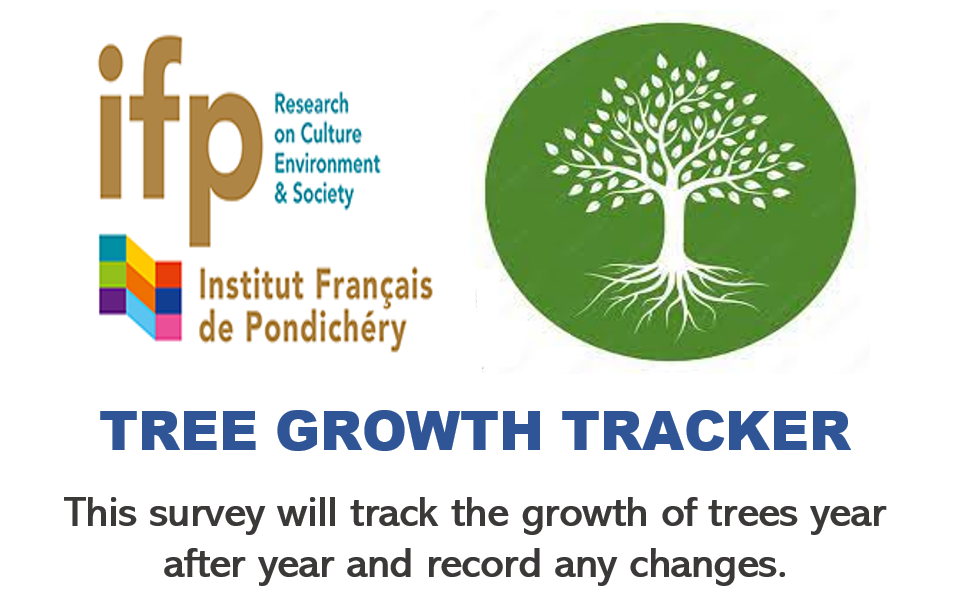 ifp
Research
on Culture
Environment
& Society
Institut Français
de Pondichéry
TREE GROWTH TRACKER
This survey will track the growth of trees year
after year and record any changes.